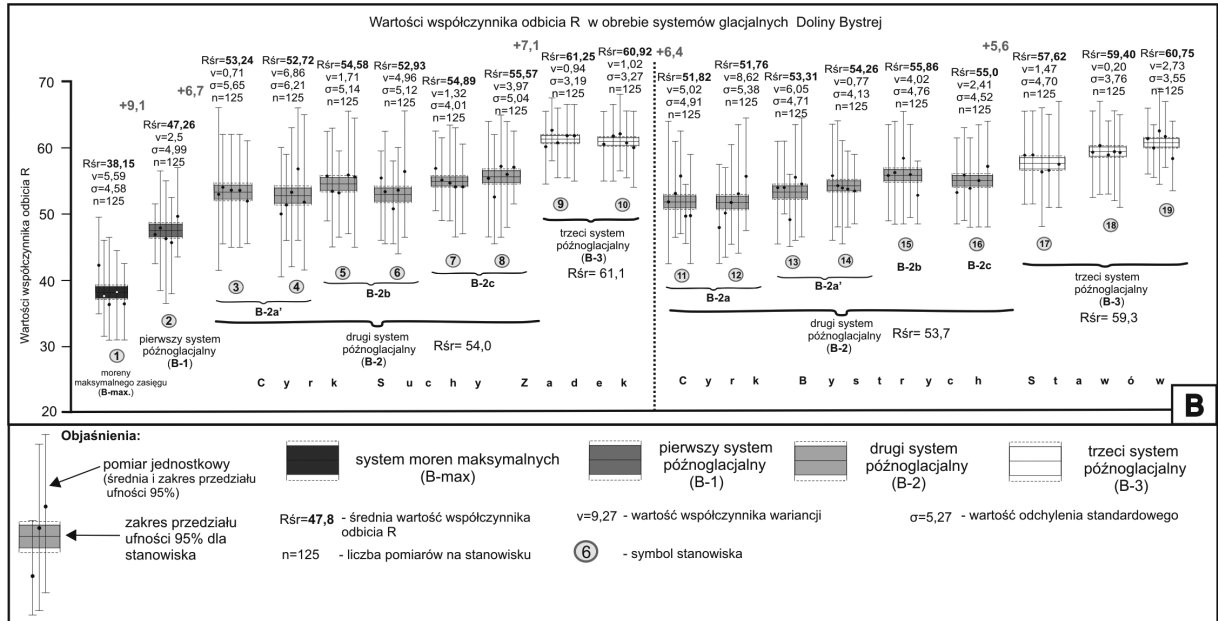 Wartości współczynnika odbicia R w obrebie systemów glacjalnych Doliny Bystrej
Wartości współczynnika odbicia R
70
60
50
40
30
20
+9,1
+6,7
+7,1
+6,4
+5,6
Rśr=38,15
v=5,59
σ=4,58
n=125
Rśr=47,26
v=2,5
σ=4,99
n=125
Rśr=53,24
v=0,71
σ=5,65
n=125
Rśr=52,72
v=6,86
σ=6,21
n=125
Rśr=54,58
v=1,71
σ=5,14
n=125
Rśr=52,93
v=4,96
σ=5,12
n=125
Rśr=54,89
v=1,32
σ=4,01
n=125
Rśr=55,57
v=3,97
σ=5,04
n=125
Rśr=61,25
v=0,94
σ=3,19
n=125
Rśr=60,92
v=1,02
σ=3,27
n=125
Rśr=51,82
v=5,02
σ=4,91
n=125
Rśr=51,76
v=8,62
σ=5,38
n=125
Rśr=53,31
v=6,05
σ=4,71
n=125
Rśr=54,26
v=0,77
σ=4,13
n=125
Rśr=55,86
v=4,02
σ=4,76
n=125
Rśr=55,0
v=2,41
σ=4,52
n=125
Rśr=57,62
v=1,47
σ=4,70
n=125
Rśr=59,40
v=0,20
σ=3,76
n=125
Rśr=60,75
v=2,73
σ=3,55
n=125
1
2
3
4
5
6
7
8
9
10
11
12
13
14
15
16
17
18
19
moreny
maksymalnego zasięgu
(B-max.)
pierwszy system
późnoglacjalny
(B-1)
B-2a'
B-2b
B-2c
drugi system
późnoglacjalny
(B-2)
Rśr= 54,0
trzeci system
późnoglacjalny
(B-3)
Rśr= 61,1
B-2a
B-2a'
B-2b
B-2c
drugi system
późnoglacjalny
(B-2)
Rśr= 53,7
trzeci system
późnoglacjalny
(B-3)
Rśr= 59,3
Cyrk Suchy Zadek
Cyrk Bystrych Stawów
B
Objaśnienia:
pomiar jednostkowy
(średnia i zakres przedziału
ufności 95%)
zakres przedziału
ufności 95% dla
stanowiska
system moren maksymalnych
(B-max)
pierwszy system
późnoglacjalny
(B-1)
drugi system
późnoglacjalny
(B-2)
trzeci system
późnoglacjalny
(B-3)
Rśr=47,8 - średnia wartość współczynnika
odbicia R
v=9,27 - wartość współczynnika wariancji
σ=5,27 - wartość odchylenia standardowego
n=125 - liczba pomiarów na stanowisku
6 - symbol stanowiska